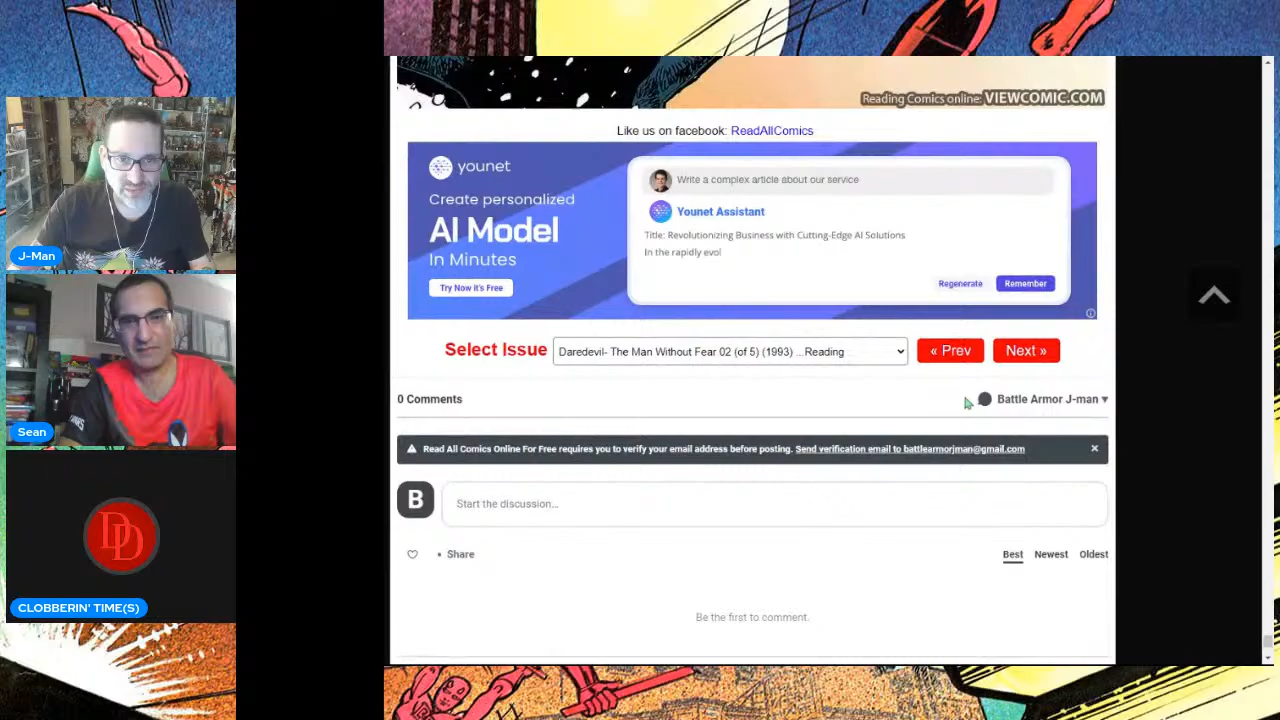 J-Man
Sean
DD
CLOBBERIN' TIME(S)
Reading Comics online: VIEWCOMIC.COM
Like us on facebook: ReadAllComics
younet
Create personalized
AI Model
In Minutes
Try Now it's Free
Write a complex article about our service
Younet Assistant
Title: Revolutionizing Business with Cutting-Edge AI Solutions
In the rapidly evol
Regenerate Remember
Select Issue Daredevil- The Man Without Fear 02 (of 5) (1993) ...Reading « Prev Next »
0 Comments Battle Armor J-man
Read All Comics Online For Free requires you to verify your email address before posting. Send verification email to battlearmorjman@gmail.com ×
B Start the discussion...
• Share Best Newest Oldest
Be the first to comment.